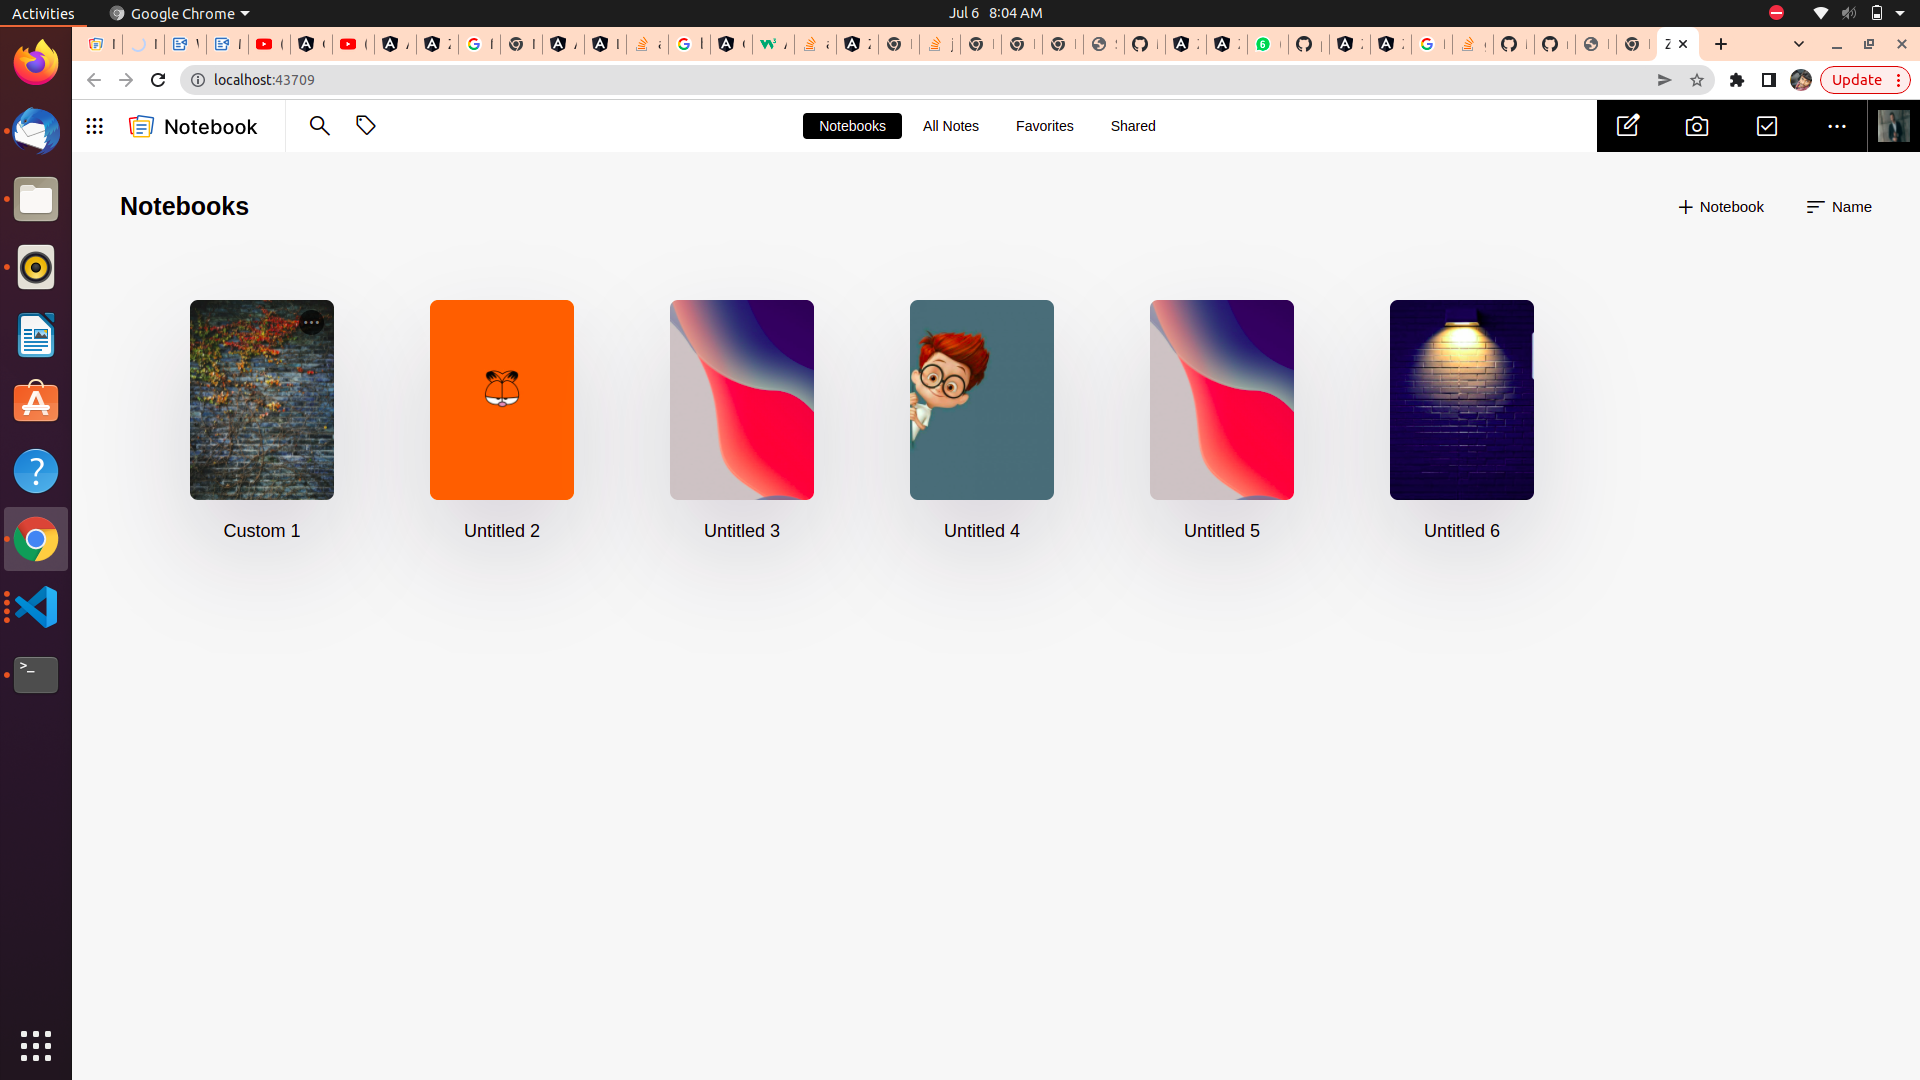 Activities Google Chrome Jul 6 8:04 AM
localhost:43709 Update
Notebook Notebooks All Notes Favorites Shared
Notebooks Notebook Name
Custom 1 Untitled 2 Untitled 3 Untitled 4 Untitled 5 Untitled 6